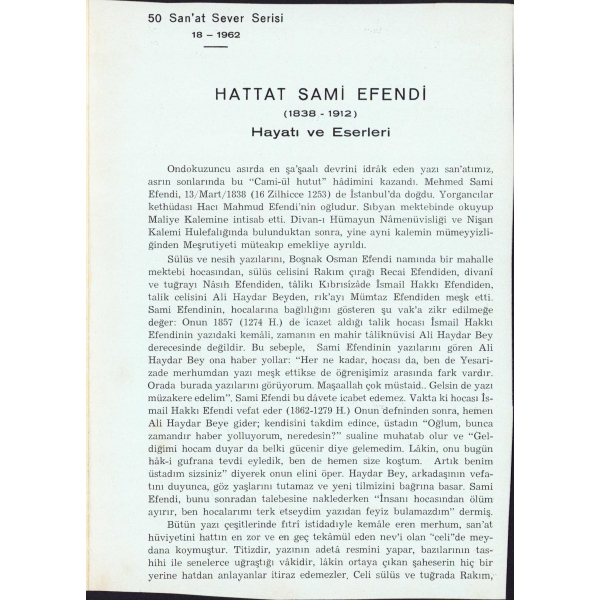 50 San'at Sever Serisi
18 – 1962
HATTAT SAMİ EFENDİ
(1838 - 1912)
Hayatı ve Eserleri
Ondokuzuncu asırda en şa'şaalı devrini idrâk eden yazı san'atımız,
asrın sonlarında bu "Cami-ül hutut" hâdimini kazandı. Mehmed Sami
Efendi, 13/Mart/1838 (16 Zilhicce 1253) de İstanbul'da doğdu. Yorgancılar
kethüdası Hacı Mahmud Efendi'nin oğludur. Sıbyan mektebinde okuyup
Maliye Kalemine intisab etti. Divan-ı Hümayun Nâmenüvisliği ve Nişan
Kalemi Hulefalığında bulunduktan sonra, yine ayni kalemin mümeyyizli-
ğinden Meşrutiyeti müteakıp emekliye ayrıldı.
Sülüs ve nesih yazılarını, Boşnak Osman Efendi namında bir mahalle
mektebi hocasından, sülüs celisini Rakım çırağı Recai Efendiden, divanî
ve tuğrayı Nâsıh Efendiden, tâlikı Kıbrısîzâde İsmail Hakkı Efendiden,
talik celisini Ali Haydar Beyden, rık'ayı Mümtaz Efendiden meşk etti.
Sami Efendinin, hocalarına bağlılığını gösteren şu vak'a zikr edilmeğe
değer: Onun 1857 (1274 H.) de icazet aldığı talik hocası İsmail Hakkı
Efendinin yazıdaki kemâli, zamanın en mahir tâliknüvisi Ali Haydar Bey
derecesinde değildir. Bu sebeple, Sami Efendinin yazılarını gören Ali
Haydar Bey ona haber yollar: "Her ne kadar, hocası da, ben de Yesari-
zade merhumdan yazı meşk ettikse de öğrenişimiz arasında fark vardır.
Orada burada yazılarını görüyorum. Maşaallah çok müstaid.. Gelsin de yazı
müzakere edelim". Sami Efendi bu dâvete icabet edemez. Vakta ki hocası İs-
mail Hakkı Efendi vefat eder (1862-1279 H.) Onun defninden sonra, hemen
Ali Haydar Beye gider; kendisini takdim edince, üstadın "Oğlum, bunca
zamandır haber yolluyorum, neredesin?" sualine muhatab olur ve "Gel-
diğimi hocam duyar da belki gücenir diye gelemedim. Lâkin, onu bugün
hâk-i gufrana tevdi eyledik, ben de hemen size koştum. Artık benim
üstadım sizsiniz" diyerek onun elini öper. Haydar Bey, arkadaşının vefa-
tını duyunca, göz yaşlarını tutamaz ve yeni tilmizini bağrına basar. Sami
Efendi, bunu sonradan talebesine naklederken "İnsanı hocasından ölüm
ayırır, ben hocalarımı terk etseydim yazıdan feyiz bulamazdım" dermiş.
Bütün yazı çeşitlerinde fıtrî istidadiyle kemâle eren merhum, san'at
hüviyetini hattın en zor ve en geç tekâmül eden nev'i olan "celi"de mey-
dana koymuştur. Titizdir, yazının adetâ resmini yapar, bazılarının tas-
hihi ile senelerce uğraştığı vâkidir, lâkin ortaya çıkan şaheserin hiç bir
yerine hatdan anlayanlar itiraz edemezler. Celi sülüs ve tuğrada Rakım,